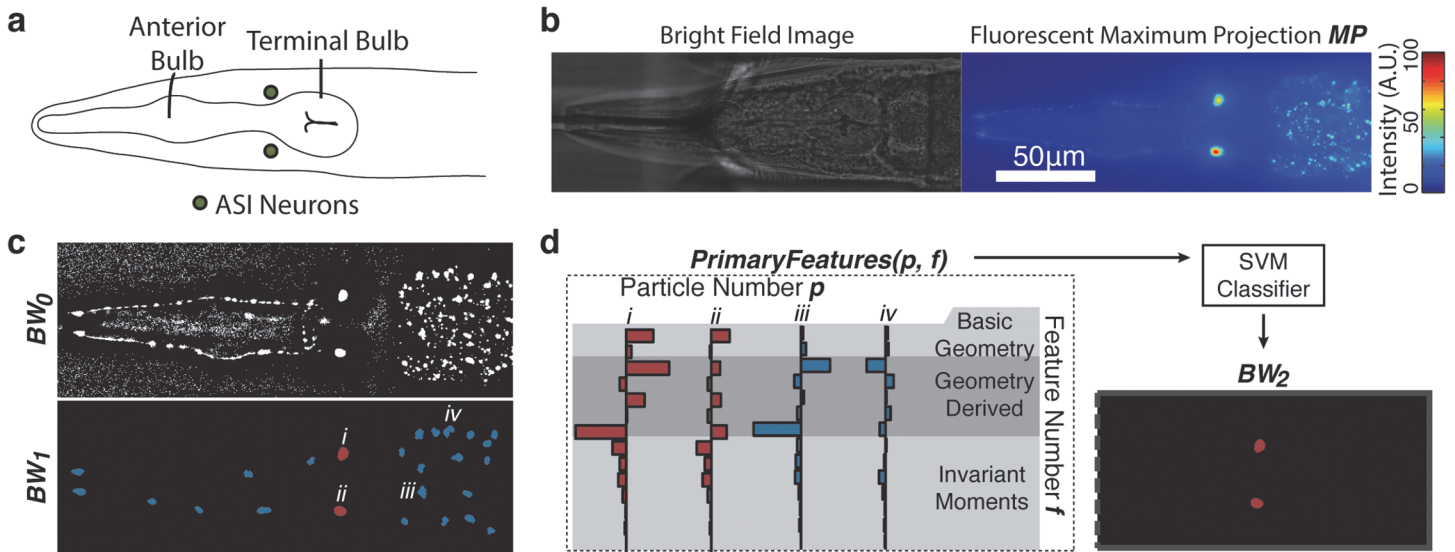 a
Anterior
Bulb
Terminal Bulb
ASI Neurons
b
Bright Field Image
Fluorescent Maximum Projection MP
50μm
Intensity (A.U.)
0
50
100
c
BW0
BW1
i
ii
iii
iv
d
PrimaryFeatures(p, f)
Particle Number p
i
ii
iii
iv
Basic
Geometry
Geometry
Derived
Invariant
Moments
Feature Number f
SVM
Classifier
BW2